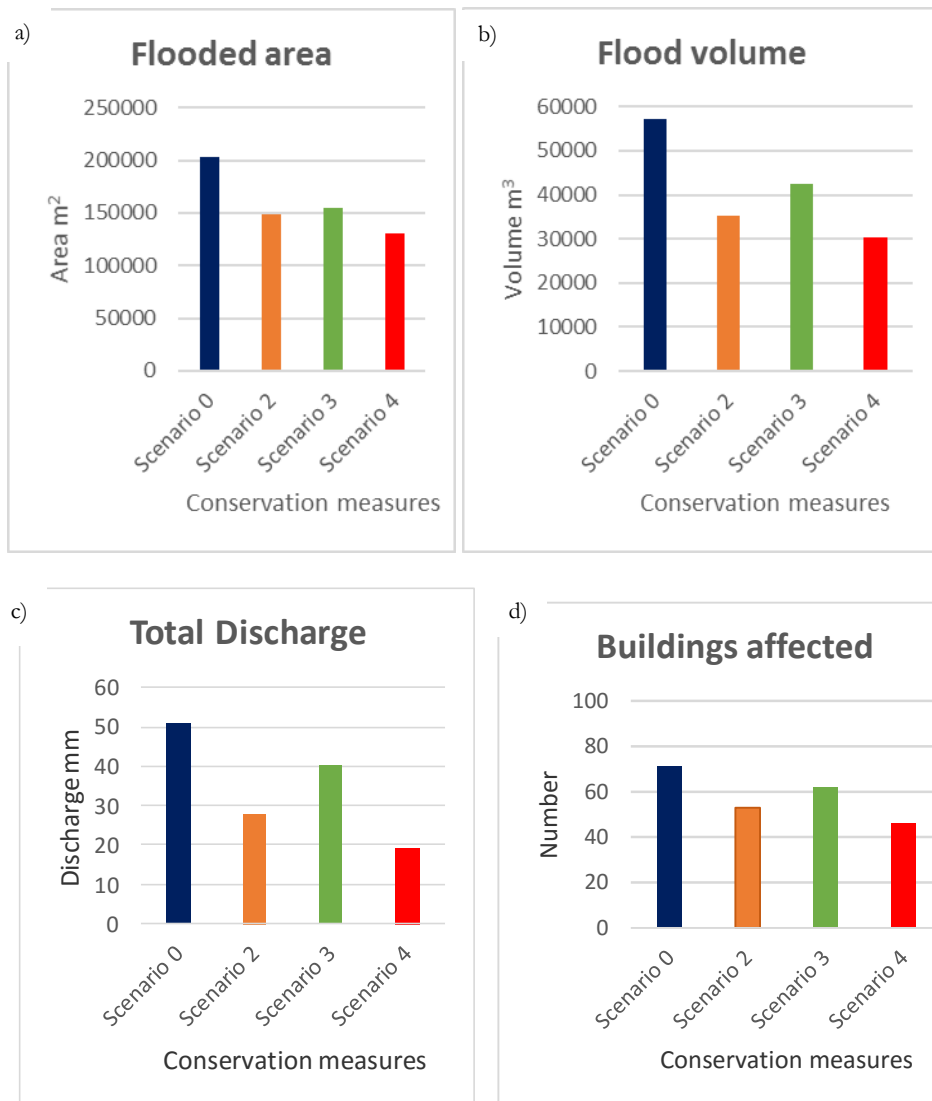 a)
Flooded area
250000
200000
150000
100000
50000
0
Area m²
Scenario 0
Scenario 2
Scenario 3
Scenario 4
Conservation measures
b)
Flood volume
60000
50000
40000
30000
20000
10000
0
Volume m³
Scenario 0
Scenario 2
Scenario 3
Scenario 4
Conservation measures
c)
Total Discharge
60
50
40
30
20
10
0
Discharge mm
Scenario 0
Scenario 2
Scenario 3
Scenario 4
Conservation measures
d)
Buildings affected
100
80
60
40
20
0
Number
Scenario 0
Scenario 2
Scenario 3
Scenario 4
Conservation measures